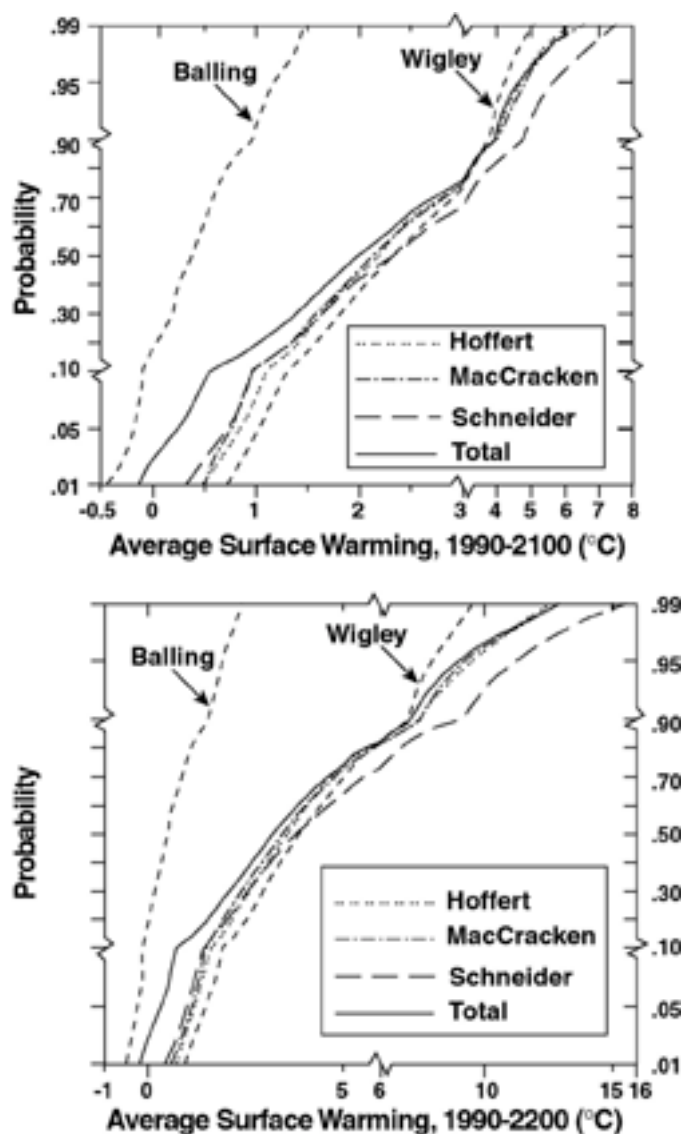 .99
.95
.90
.70
.50
.30
.10
.05
.01
Probability
Balling
Wigley
Hoffert
MacCracken
Schneider
Total
-0.5 0 1 2 3 4 5 6 7 8
Average Surface Warming, 1990-2100 (°C)
.99
.95
.90
.70
.50
.30
.10
.05
.01
Probability
Balling
Wigley
Hoffert
MacCracken
Schneider
Total
-1 0 5 6 10 15 16
Average Surface Warming, 1990-2200 (°C)